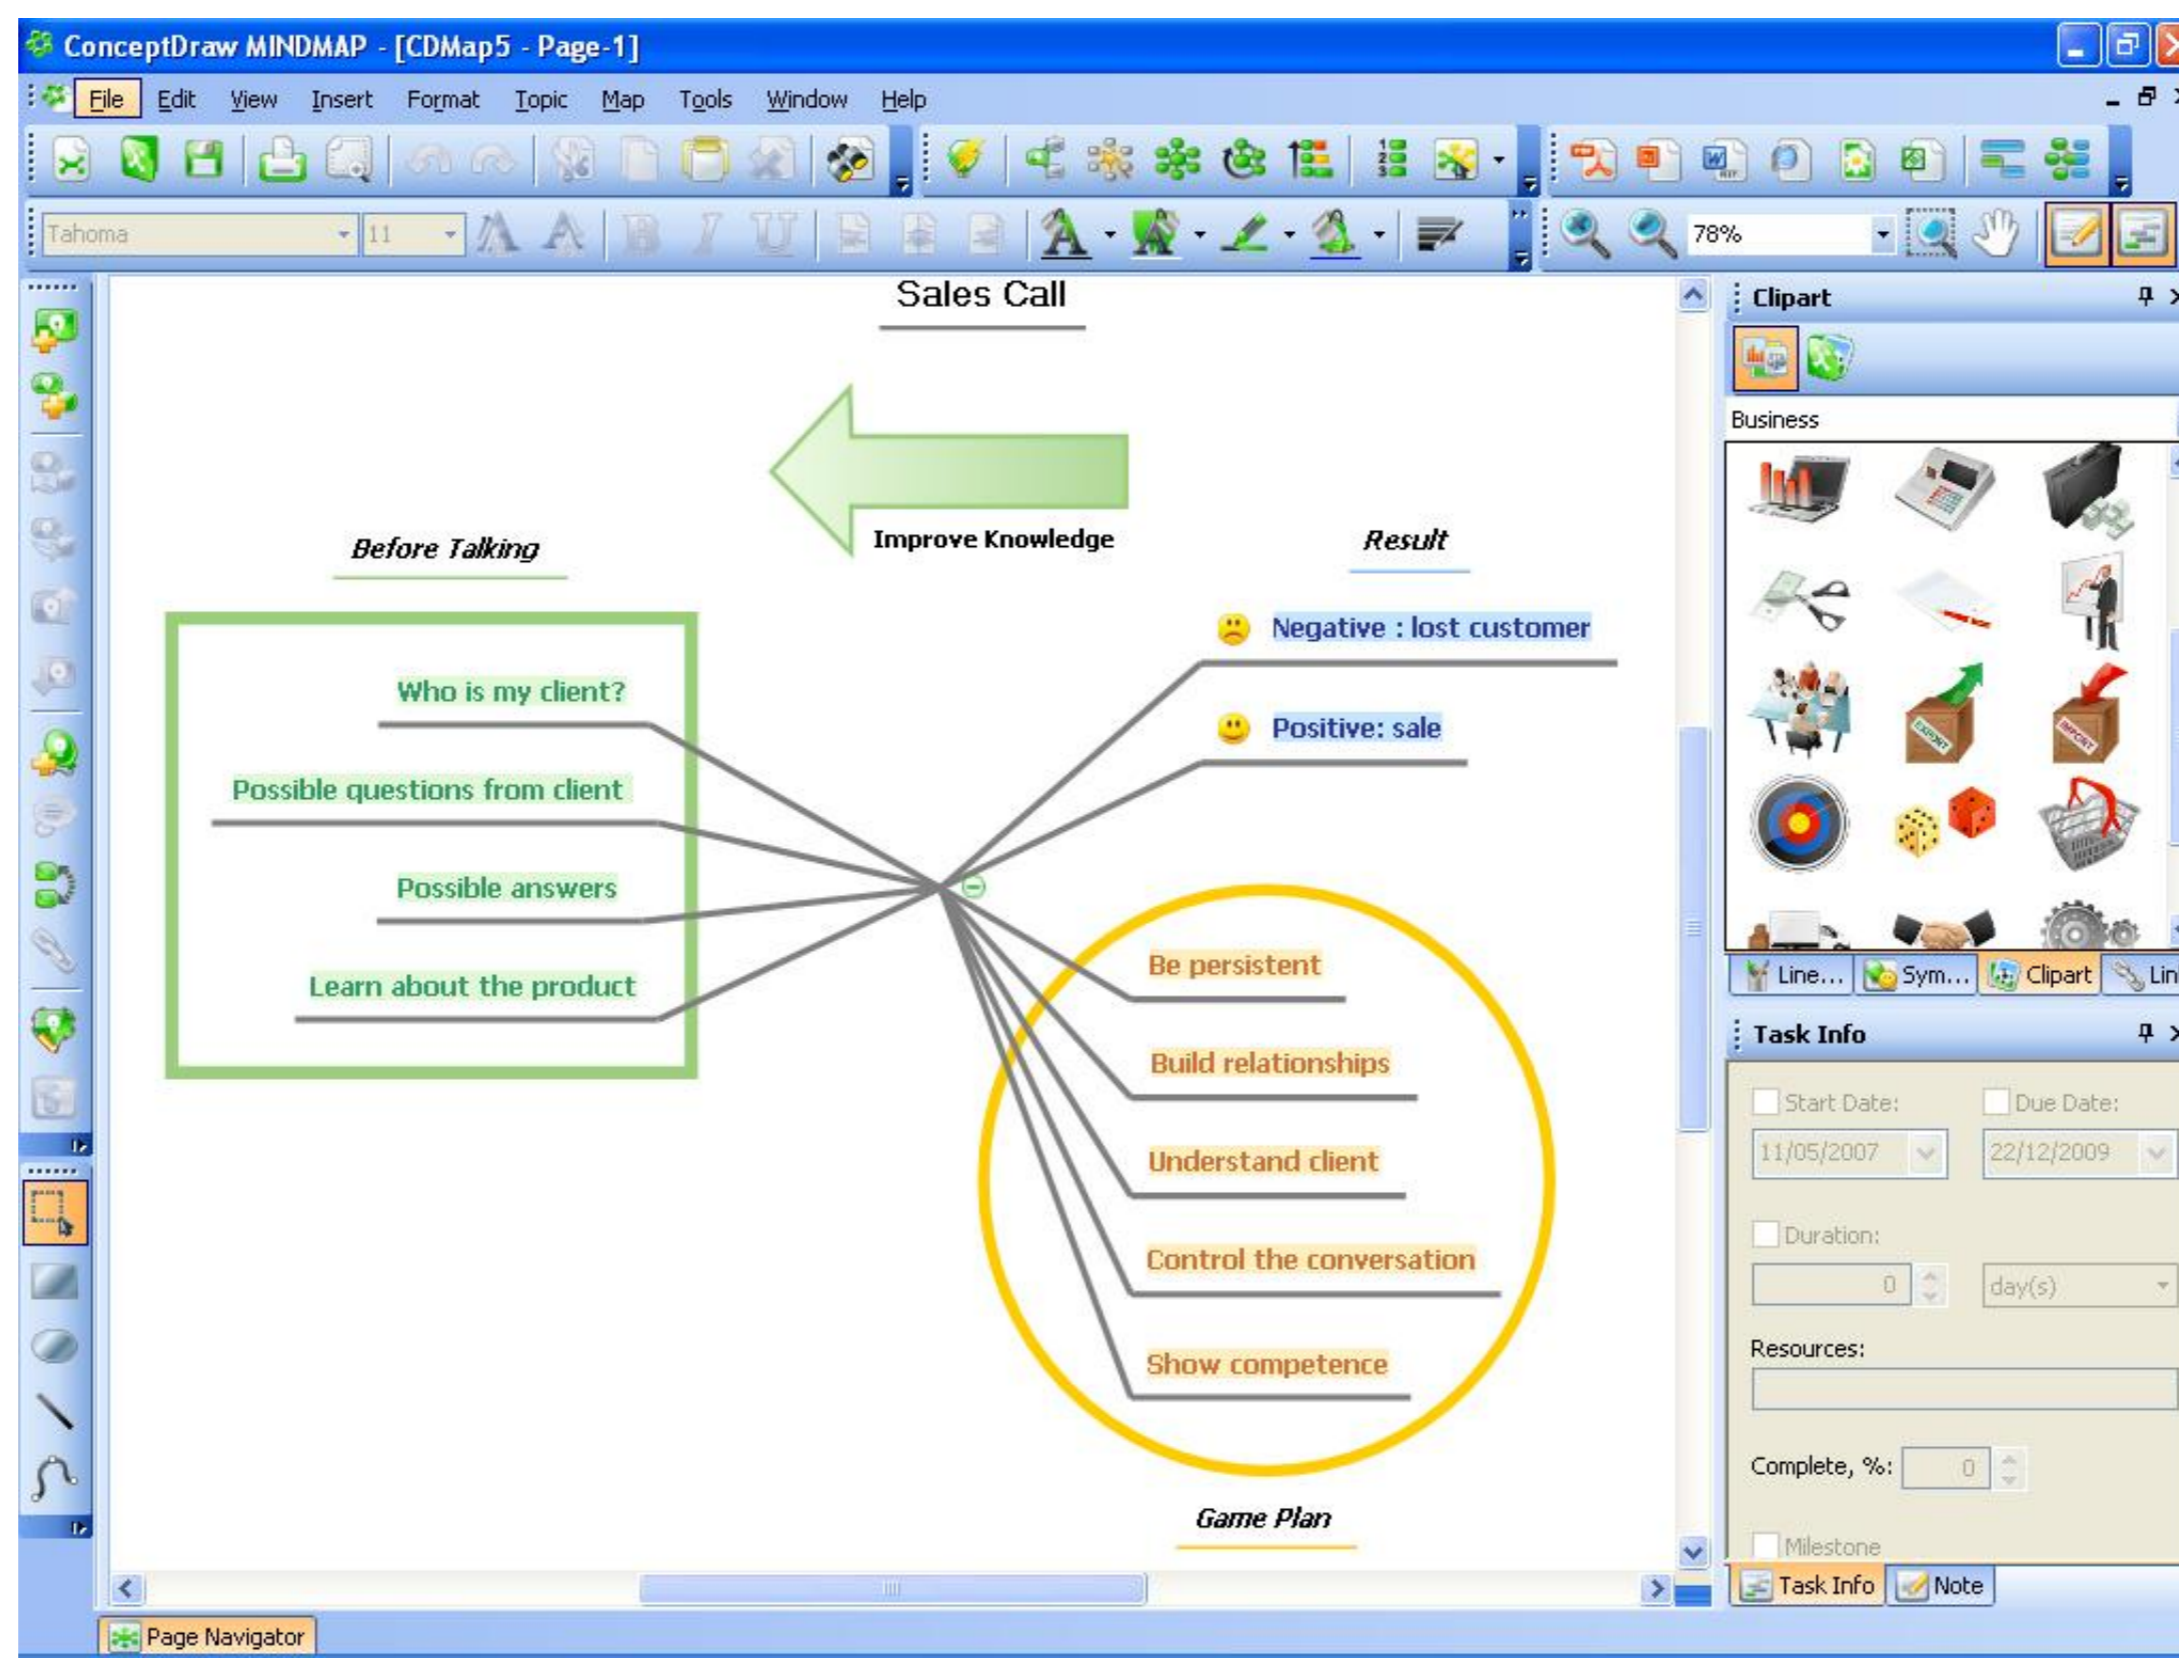 ConceptDraw MINDMAP - [CDMap5 - Page-1]
File Edit View Insert Format Topic Map Tools Window Help
Tahoma 11 B I U A 78%
Sales Call
Improve Knowledge
Before Talking
Who is my client?
Possible questions from client
Possible answers
Learn about the product
Result
Negative : lost customer
Positive: sale
Be persistent
Build relationships
Understand client
Control the conversation
Show competence
Game Plan
Clipart
Business
EXPORT
IMPORT
Line... Sym... Clipart Lin
Task Info
Start Date: Due Date:
11/05/2007 22/12/2009
Duration:
0 day(s)
Resources:
Complete, %: 0
Milestone
Task Info Note
Page Navigator